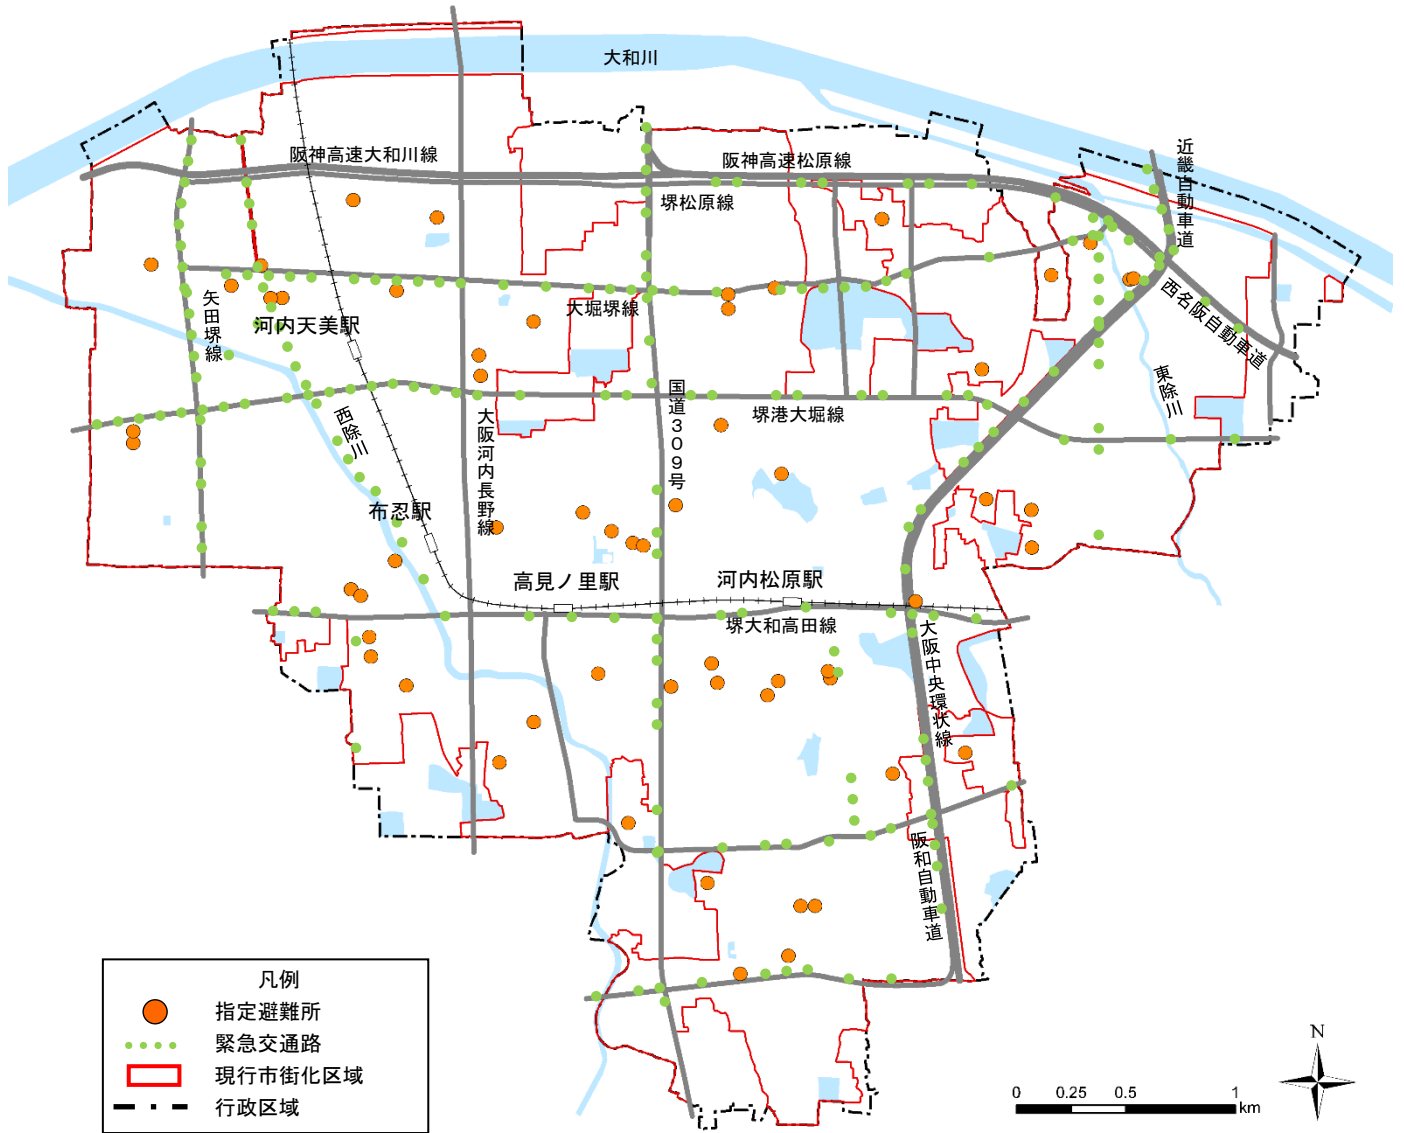 大和川
近畿自動車道
阪神高速大和川線
阪神高速松原線
堺松原線
矢田堺線
大堀堺線
西名阪自動車道
河内天美駅
東除川
西除川
大阪河内長野線
国道309号
堺港大堀線
布忍駅
高見ノ里駅
河内松原駅
堺大和高田線
大阪中央環状線
阪和自動車道
凡例
指定避難所
緊急交通路
現行市街化区域
行政区域
N
0 0.25 0.5 1
km